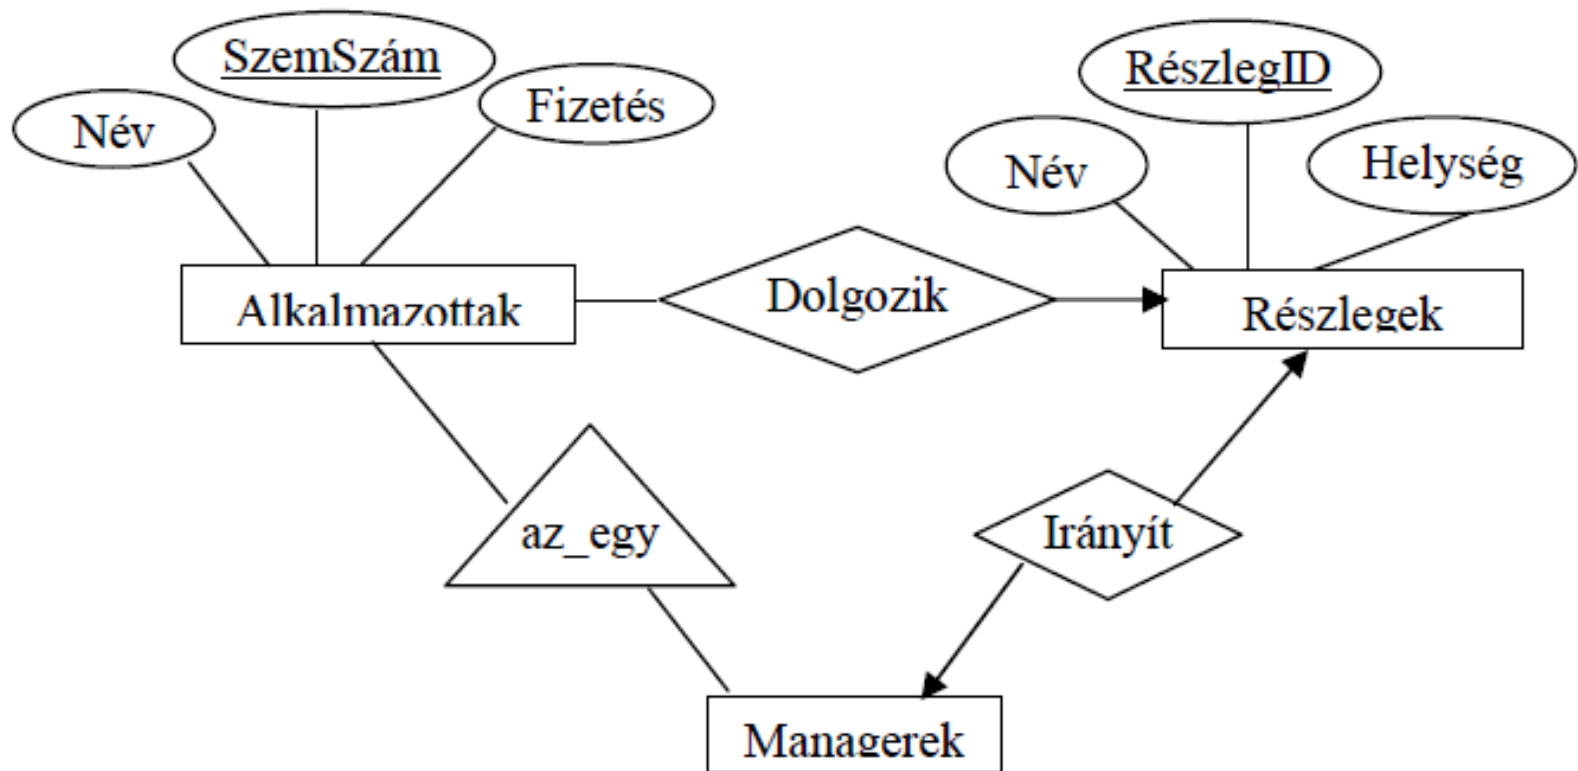 SzemSzám
Név
Fizetés
RészlegID
Név
Helység
Alkalmazottak
Dolgozik
Részlegek
az_egy
Irányít
Managerek